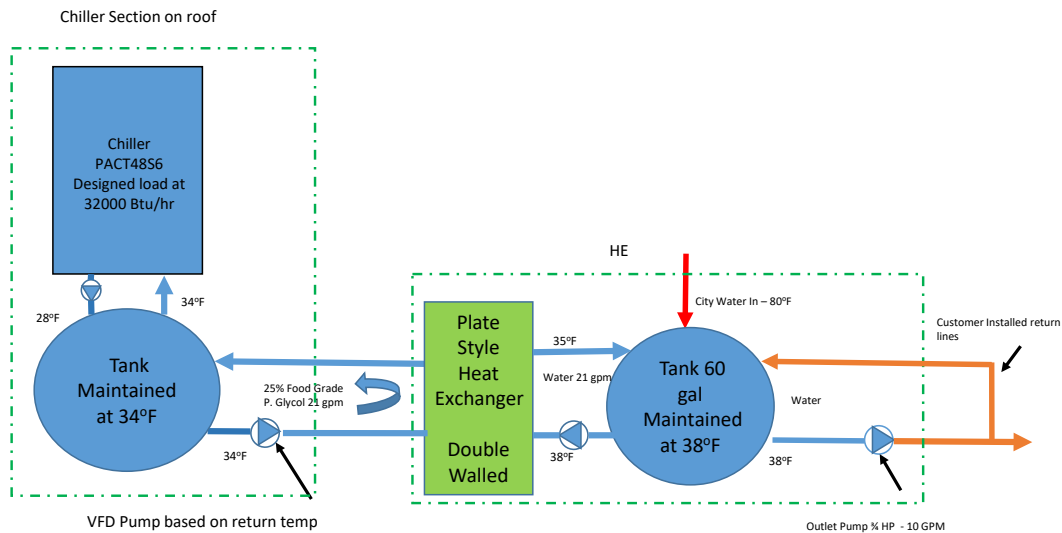 Chiller Section on roof
Chiller
PACT48S6
Designed load at
32000 Btu/hr
28ºF
34ºF
Tank
Maintained
at 34ºF
34ºF
VFD Pump based on return temp
25% Food Grade
P. Glycol 21 gpm
HE
Plate
Style
Heat
Exchanger
Double
Walled
35ºF
Water 21 gpm
38ºF
City Water In – 80ºF
Tank 60
gal
Maintained
at 38ºF
38ºF
Water
Customer Installed return
lines
Outlet Pump ¾ HP  - 10 GPM